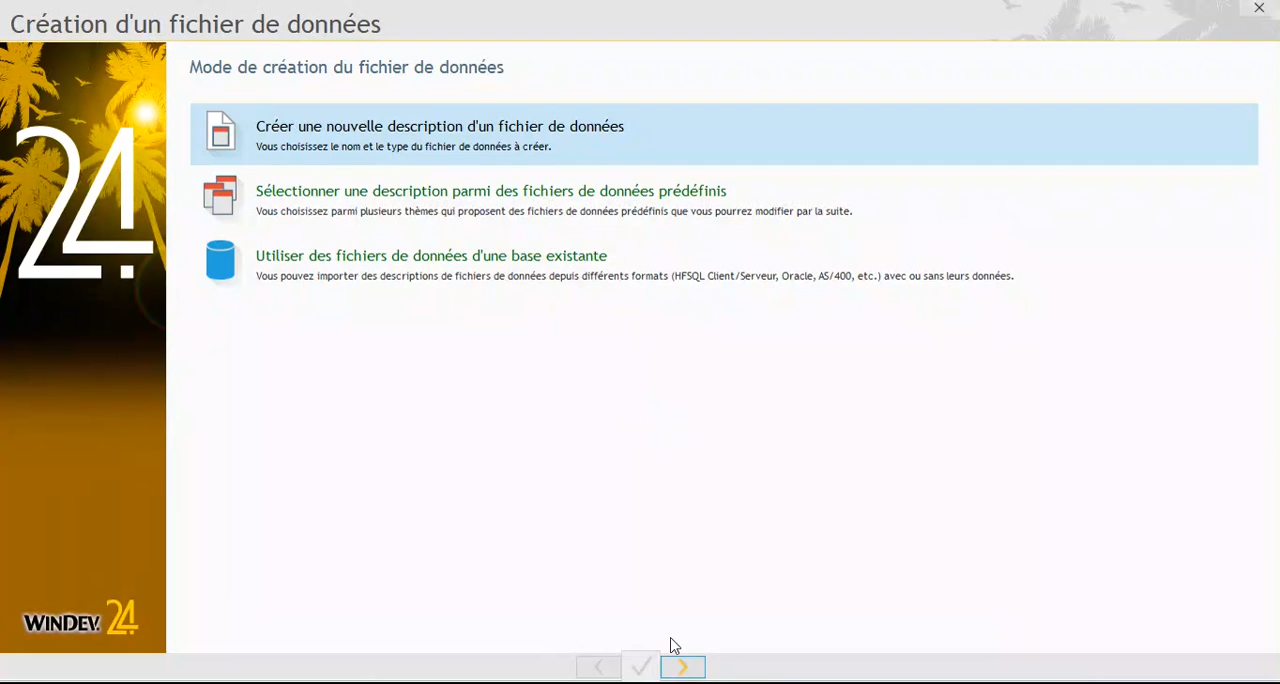 Création d'un fichier de données
Mode de création du fichier de données
Créer une nouvelle description d'un fichier de données
Vous choisissez le nom et le type du fichier de données à créer.
Sélectionner une description parmi des fichiers de données prédéfinis
Vous choisissez parmi plusieurs thèmes qui proposent des fichiers de données prédéfinis que vous pourrez modifier par la suite.
Utiliser des fichiers de données d'une base existante
Vous pouvez importer des descriptions de fichiers de données depuis différents formats (HFSQL Client/Serveur, Oracle, AS/400, etc.) avec ou sans leurs données.
24
WINDEV 24